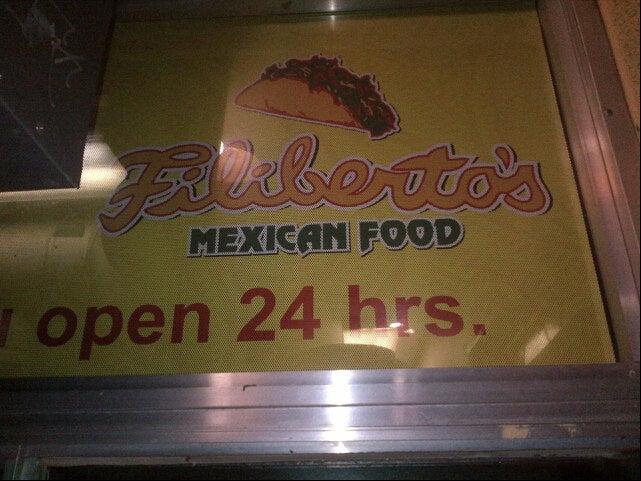 Filiberto's
MEXICAN FOOD
open 24 hrs.